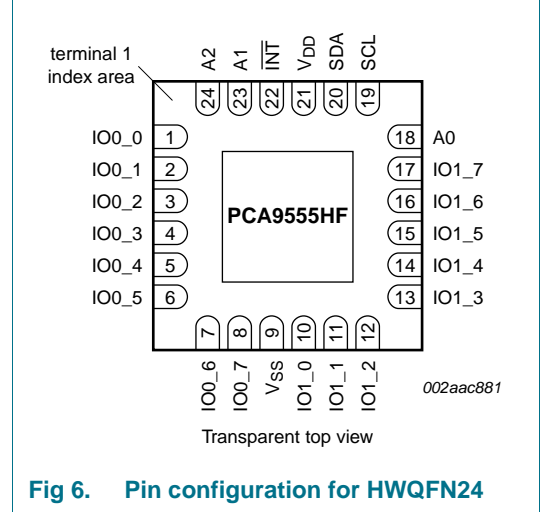 terminal 1
index area
A2
A1
INT
VDD
SDA
SCL
24
23
22
21
20
19
IO0_0 1
IO0_1 2
IO0_2 3
IO0_3 4
IO0_4 5
IO0_5 6
18 A0
17 IO1_7
16 IO1_6
15 IO1_5
14 IO1_4
13 IO1_3
PCA9555HF
7
8
9
10
11
12
IO0_6
IO0_7
VSS
IO1_0
IO1_1
IO1_2
002aac881
Transparent top view
Fig 6. Pin configuration for HWQFN24